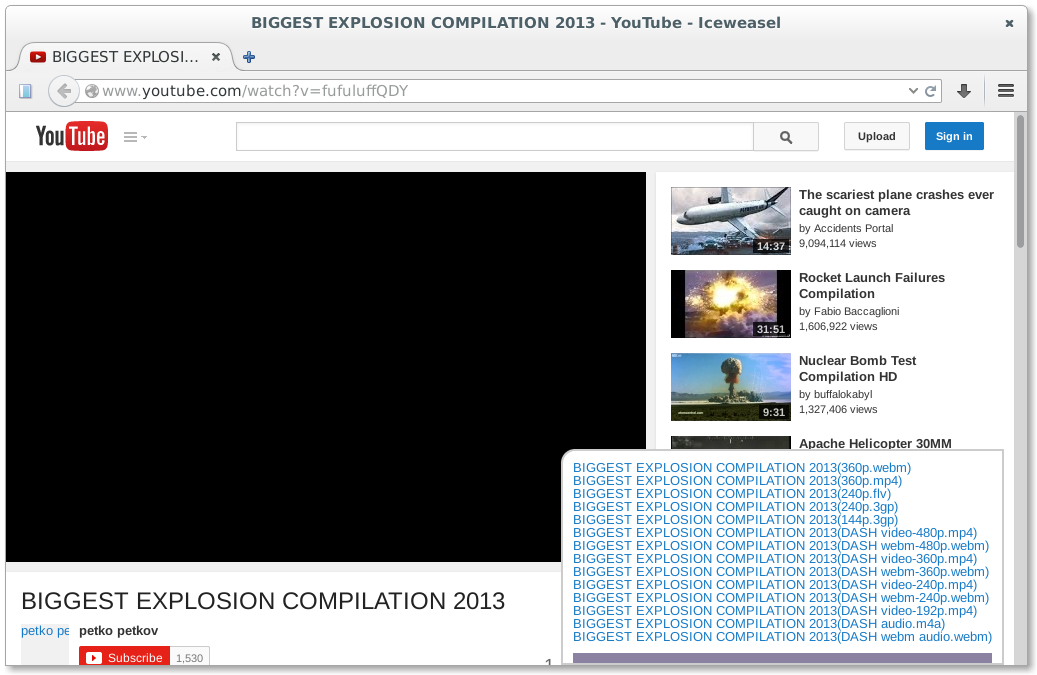 BIGGEST EXPLOSION COMPILATION 2013 - YouTube - Iceweasel
BIGGEST EXPLOSI...
www.youtube.com/watch?v=fufuluffQDY
YouTube
Upload
Sign in
14:37
The scariest plane crashes ever
caught on camera
by Accidents Portal
9,094,114 views
31:51
Rocket Launch Failures
Compilation
by Fabio Baccaglioni
1,606,922 views
9:31
Nuclear Bomb Test
Compilation HD
by buffalokabyl
1,327,406 views
Apache Helicopter 30MM
BIGGEST EXPLOSION COMPILATION 2013(360p.webm)
BIGGEST EXPLOSION COMPILATION 2013(360p.mp4)
BIGGEST EXPLOSION COMPILATION 2013(240p.flv)
BIGGEST EXPLOSION COMPILATION 2013(240p.3gp)
BIGGEST EXPLOSION COMPILATION 2013(144p.3gp)
BIGGEST EXPLOSION COMPILATION 2013(DASH video-480p.mp4)
BIGGEST EXPLOSION COMPILATION 2013(DASH webm-480p.webm)
BIGGEST EXPLOSION COMPILATION 2013(DASH video-360p.mp4)
BIGGEST EXPLOSION COMPILATION 2013(DASH webm-360p.webm)
BIGGEST EXPLOSION COMPILATION 2013(DASH video-240p.mp4)
BIGGEST EXPLOSION COMPILATION 2013(DASH webm-240p.webm)
BIGGEST EXPLOSION COMPILATION 2013(DASH video-192p.mp4)
BIGGEST EXPLOSION COMPILATION 2013(DASH audio.m4a)
BIGGEST EXPLOSION COMPILATION 2013(DASH webm audio.webm)
BIGGEST EXPLOSION COMPILATION 2013
petko pe
petko petkov
Subscribe
1,530